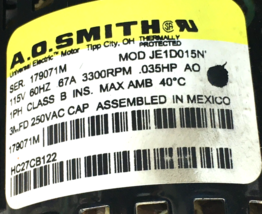 A.O. SMITH
Universal Electric™ Motor Tipp City, OH THERMALLY PROTECTED
MOD JE1D015N
SER. 179071M
115V 60HZ .67A 3300RPM .035HP AO
1PH CLASS B INS. MAX AMB 40°C
3MFD 250VAC CAP ASSEMBLED IN MEXICO
179071M
HC27CB122